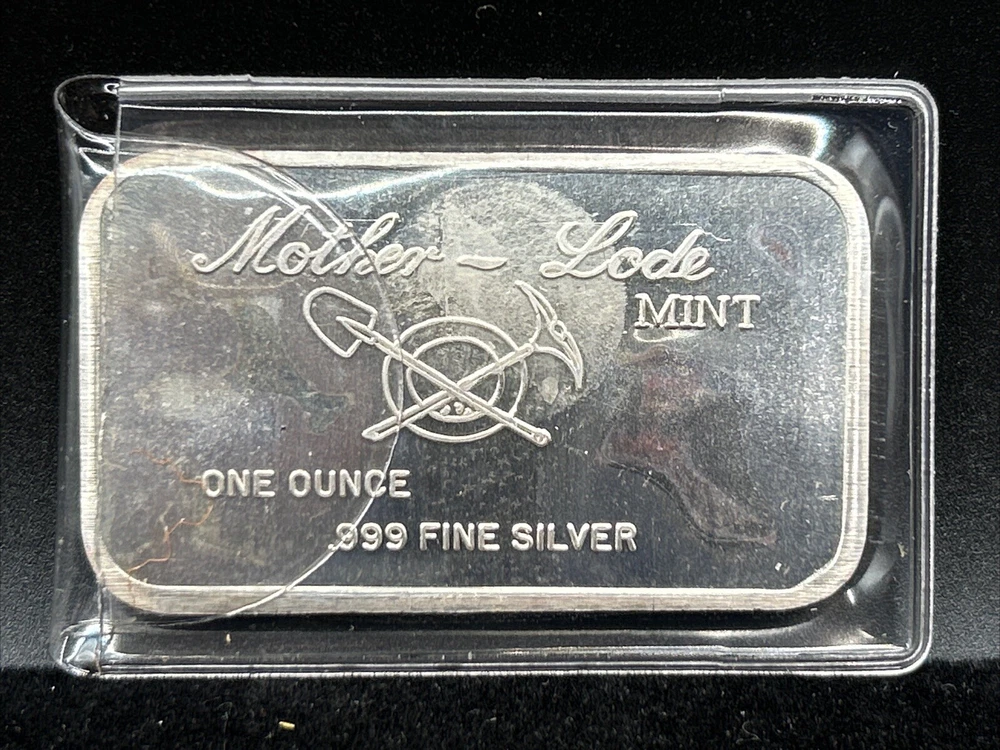 Mother - Lode
MINT
ONE OUNCE
.999 FINE SILVER